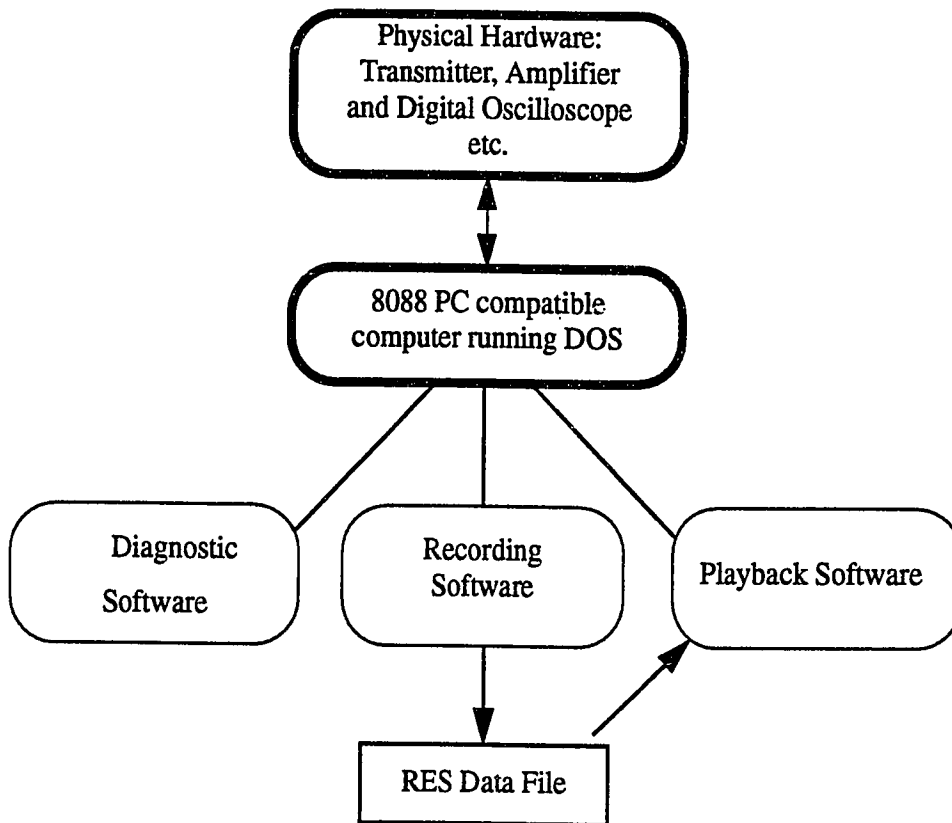 Physical Hardware:
Transmitter, Amplifier
and Digital Oscilloscope
etc.
8088 PC compatible
computer running DOS
Diagnostic
Software
Recording
Software
Playback Software
RES Data File